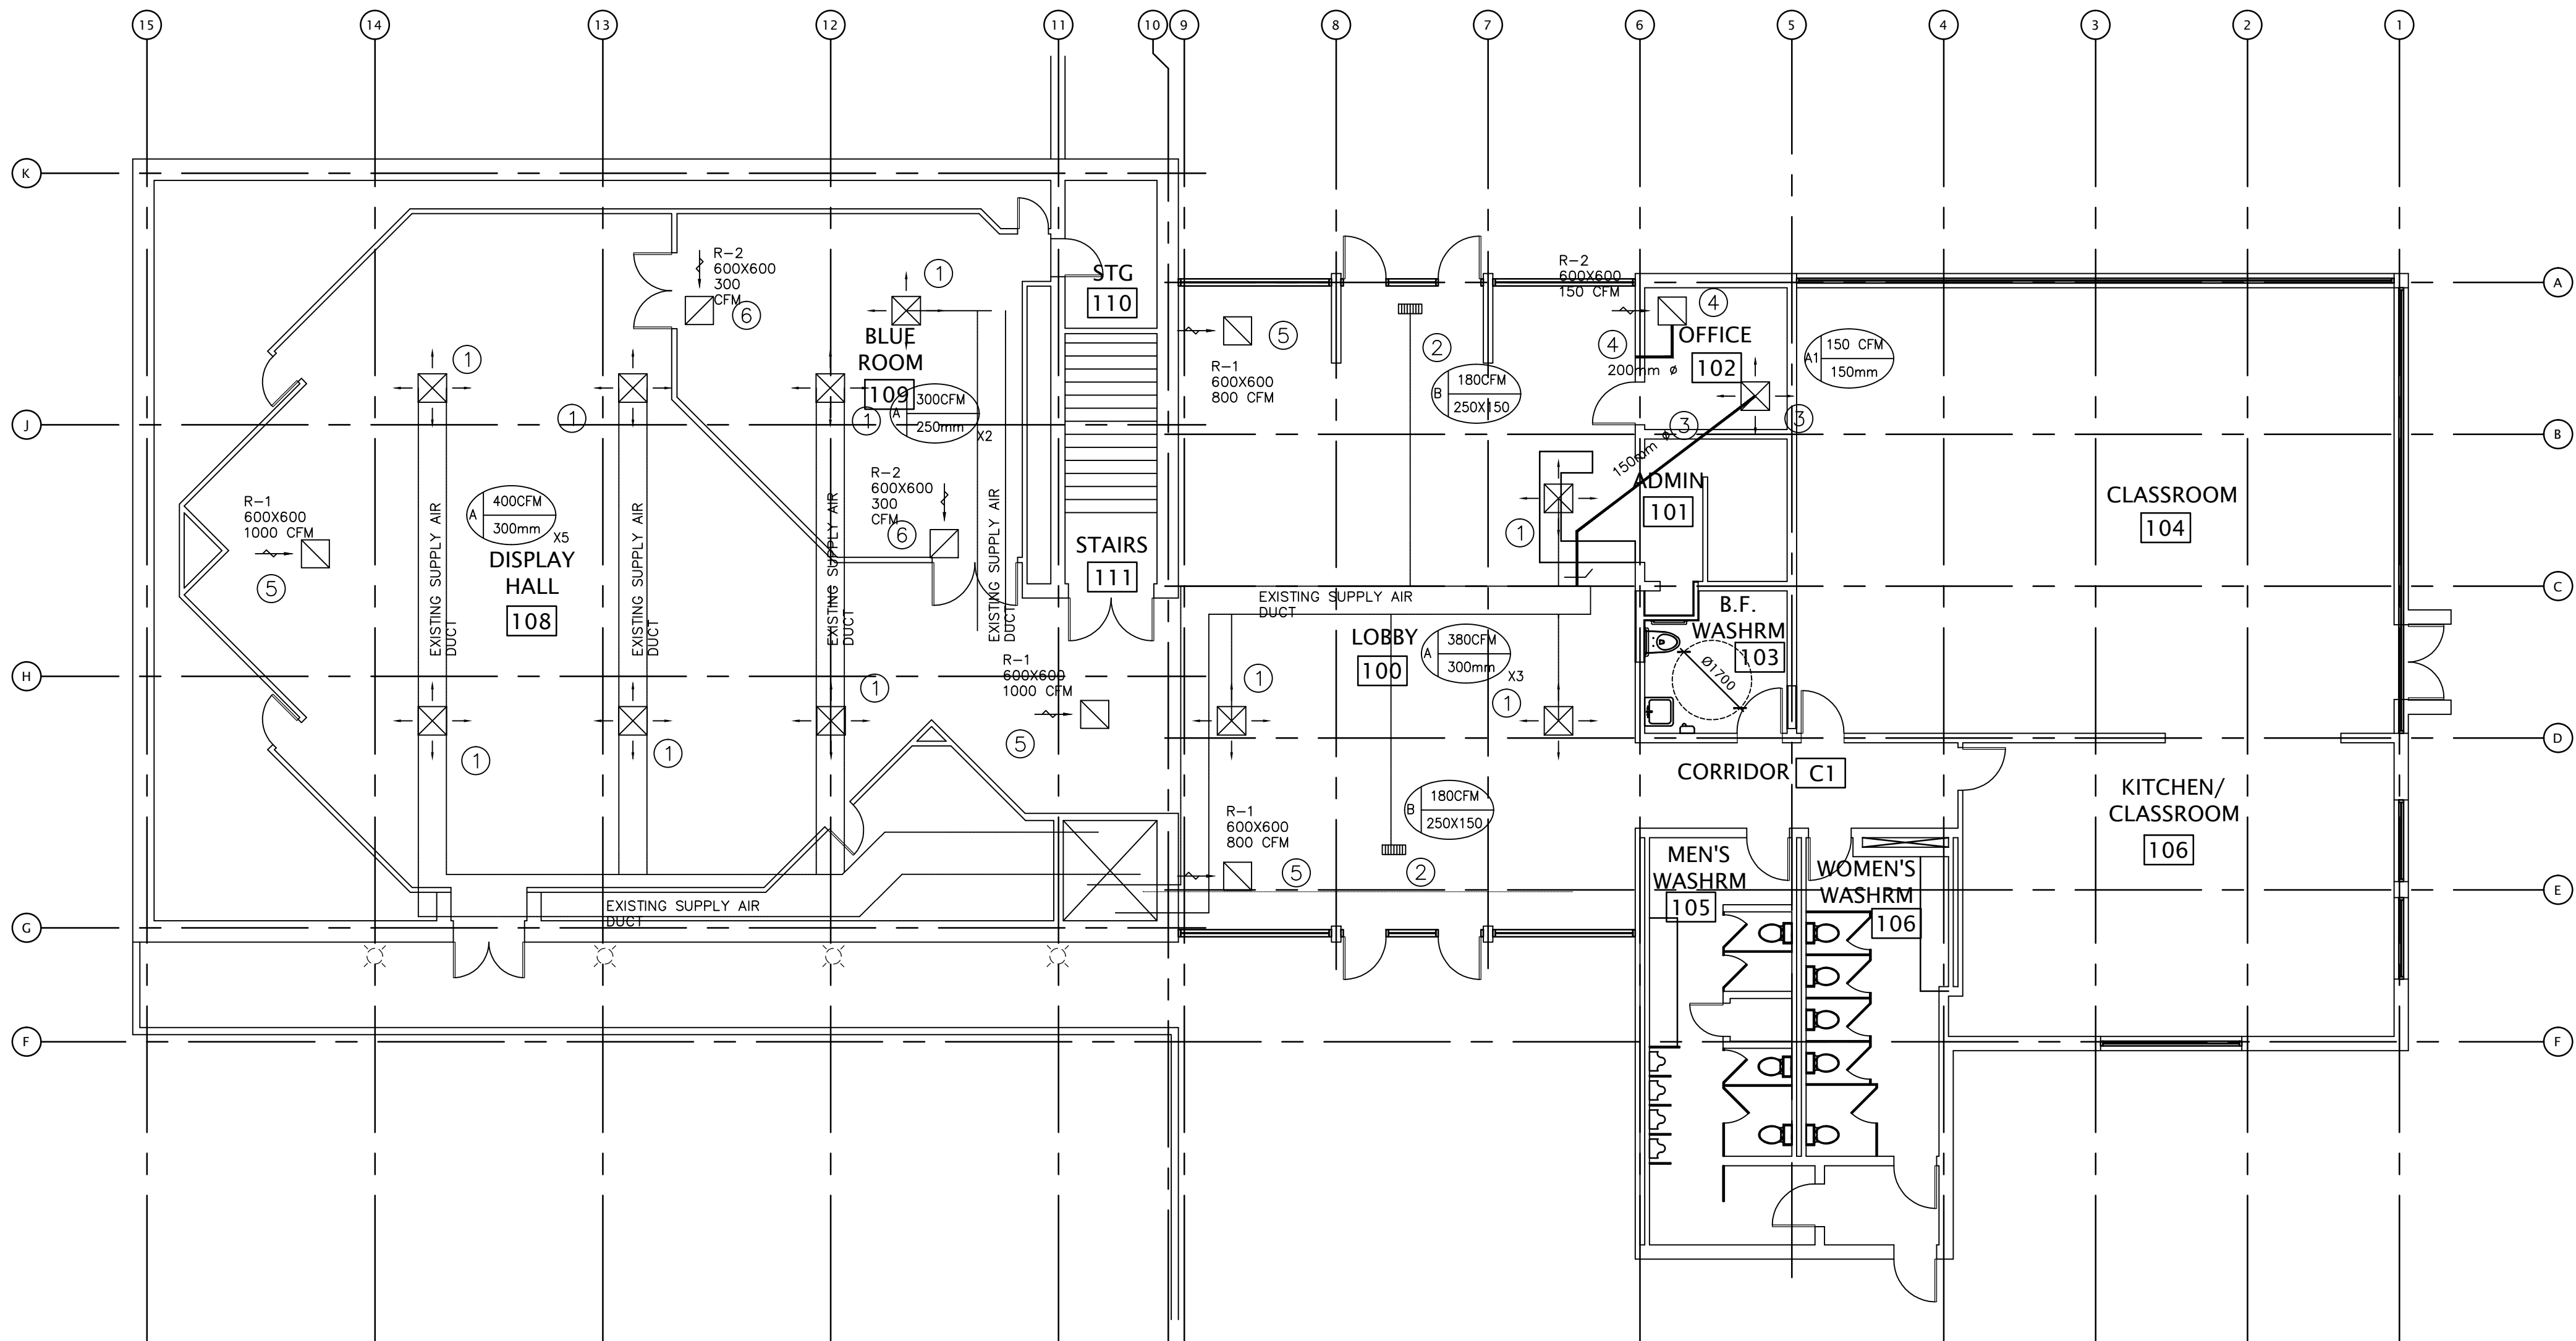 15
14
13
12
11
10
9
8
7
6
5
4
3
2
1
K
J
H
G
F
A
B
C
D
E
F
R-2
600X600
300
CFM
6
1
BLUE
ROOM
109
A
300CFM
250mm
X2
1
R-2
600X600
300
CFM
6
1
1
R-1
600X600
1000 CFM
5
A
400CFM
300mm
X5
DISPLAY
HALL
108
EXISTING SUPPLY AIR
DUCT
EXISTING SUPPLY AIR
DUCT
EXISTING SUPPLY AIR
DUCT
EXISTING SUPPLY AIR
DUCT
1
1
1
EXISTING SUPPLY AIR
DUCT
STG
110
STAIRS
111
R-1
600X600
1000 CFM
5
5
R-1
600X600
800 CFM
2
B
180CFM
250X150
R-2
600X600
150 CFM
4
4
200mm ø
OFFICE
102
A1
150 CFM
150mm
3
3
150mm ø
ADMIN
101
1
EXISTING SUPPLY AIR
DUCT
LOBBY
100
A
380CFM
300mm
X3
1
1
B
180CFM
250X150
R-1
600X600
800 CFM
5
2
B.F.
WASHRM
103
Ø1700
CLASSROOM
104
CORRIDOR C1
KITCHEN/
CLASSROOM
106
MEN'S
WASHRM
105
WOMEN'S
WASHRM
106